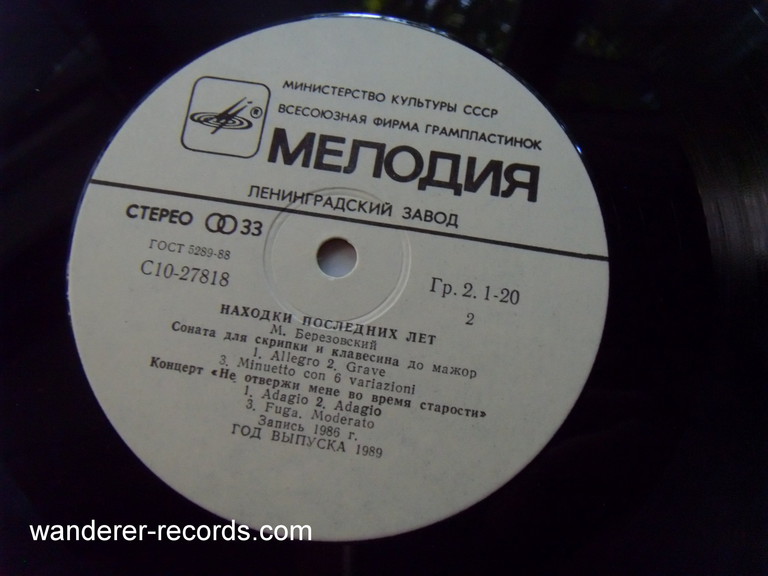 МИНИСТЕРСТВО КУЛЬТУРЫ СССР
ВСЕСОЮЗНАЯ ФИРМА ГРАМПЛАСТИНОК
®
МЕЛОДИЯ
ЛЕНИНГРАДСКИЙ ЗАВОД
СТЕРЕО 33
ГОСТ 5289-88
С10-27818
Гр. 2. 1-20
2
НАХОДКИ ПОСЛЕДНИХ ЛЕТ
М. Березовский
Соната для скрипки и клавесина до мажор
1. Allegro 2. Grave
3. Minuetto con 6 variazioni
Концерт «Не отвержи мене во время старости»
1. Adagio 2. Adagio
3. Fuga. Moderato
Запись 1986 г.
ГОД ВЫПУСКА 1989
wanderer-records.com